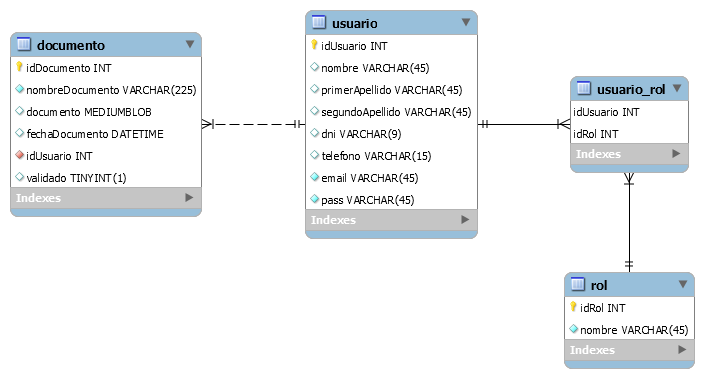 documento
idDocumento INT
nombreDocumento VARCHAR(225)
documento MEDIUMBLOB
fechaDocumento DATETIME
idUsuario INT
validado TINYINT(1)
Indexes
usuario
idUsuario INT
nombre VARCHAR(45)
primerApellido VARCHAR(45)
segundoApellido VARCHAR(45)
dni VARCHAR(9)
telefono VARCHAR(15)
email VARCHAR(45)
pass VARCHAR(45)
Indexes
usuario_rol
idUsuario INT
idRol INT
Indexes
rol
idRol INT
nombre VARCHAR(45)
Indexes